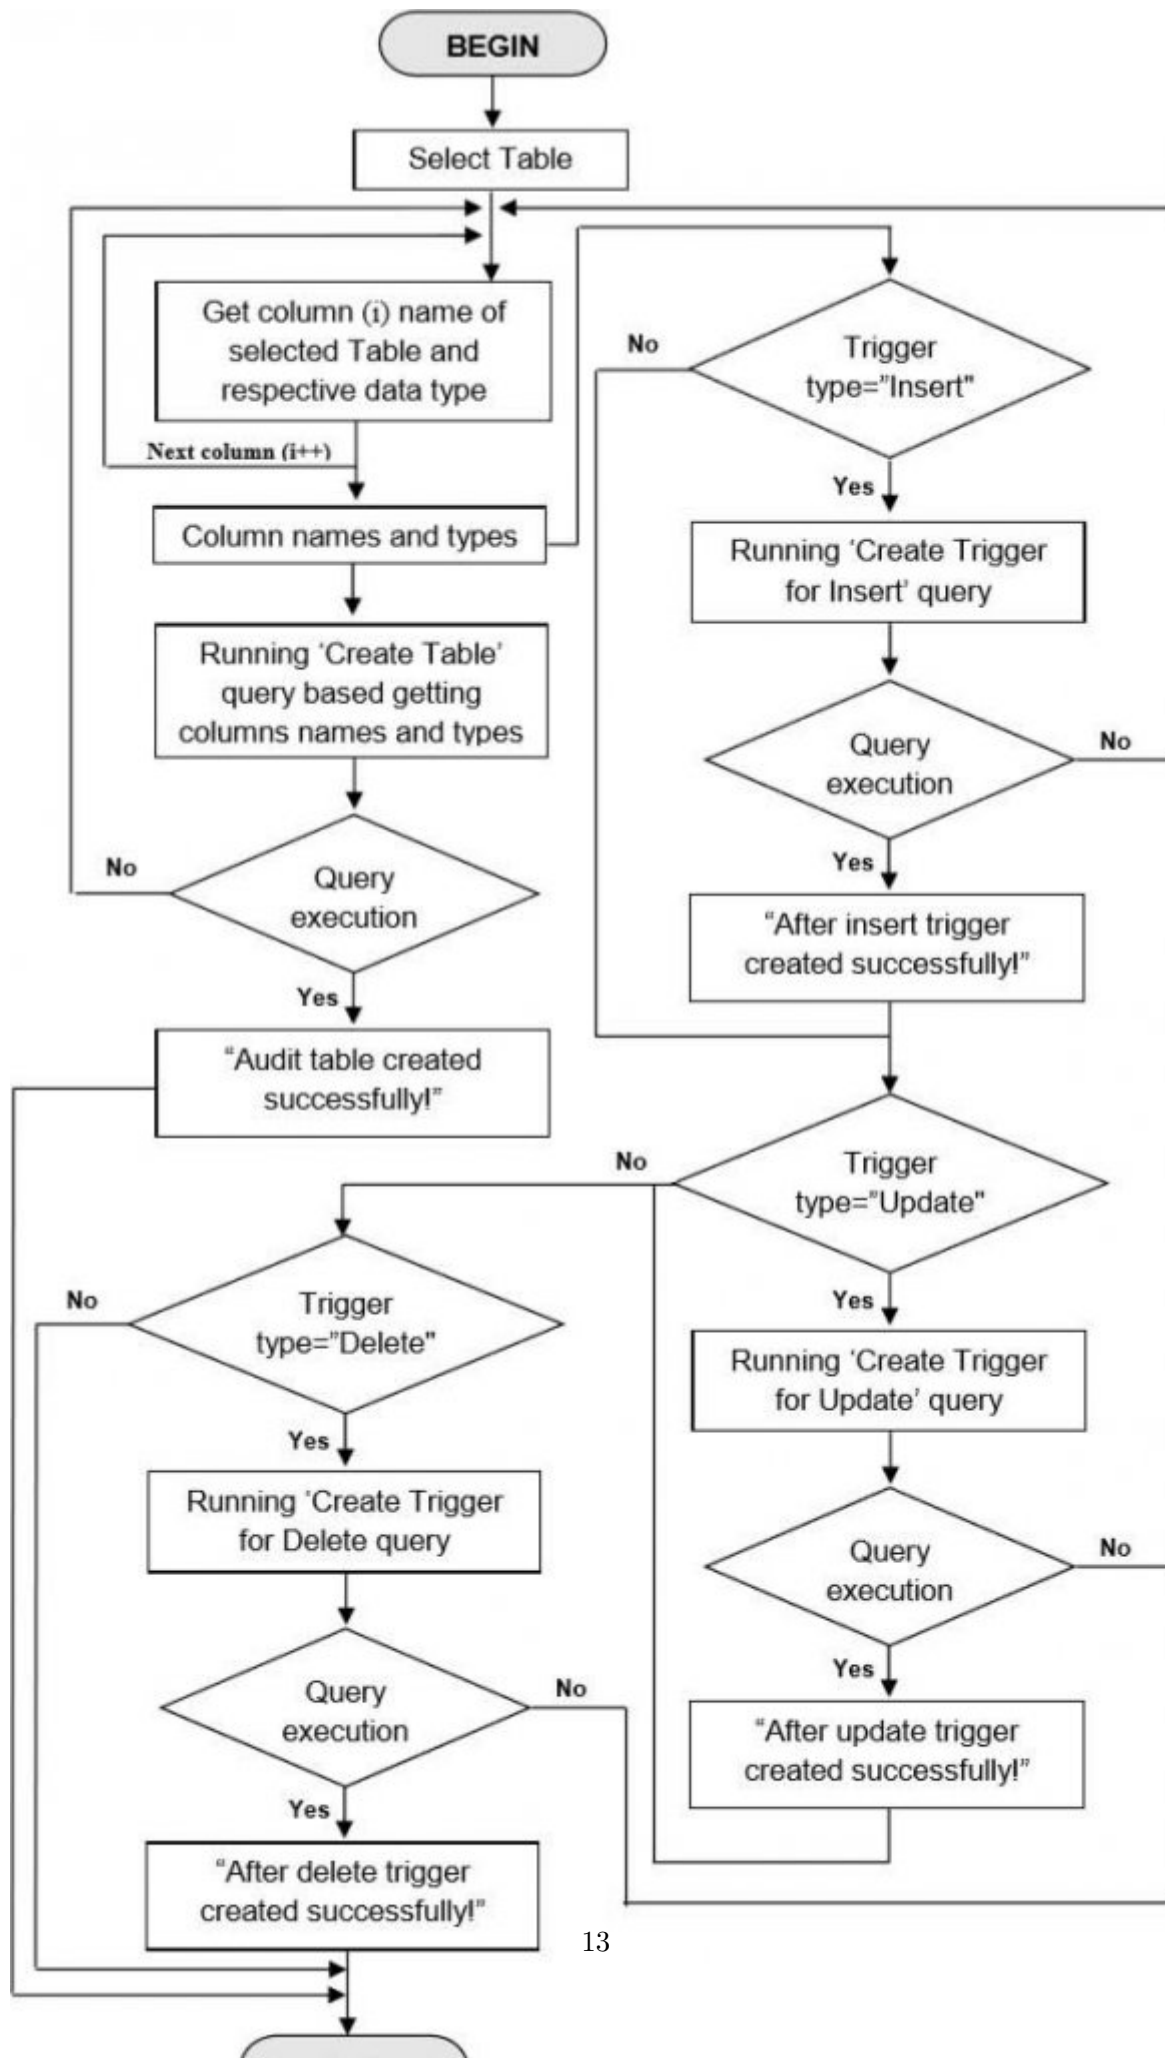 BEGIN
Select Table
Get column (i) name of
selected Table and
respective data type
Next column (i++)
Column names and types
Running ‘Create Table’
query based getting
columns names and types
No
Query
execution
Yes
“Audit table created
successfully!”
No
Trigger
type=”Insert"
Yes
Running ‘Create Trigger
for Insert’ query
Query
execution
No
Yes
“After insert trigger
created successfully!”
No
Trigger
type=”Update"
Yes
Running ‘Create Trigger
for Update’ query
Query
execution
No
Yes
“After update trigger
created successfully!”
No
Trigger
type=”Delete"
Yes
Running ‘Create Trigger
for Delete query
Query
execution
No
Yes
“After delete trigger
created successfully!”
13